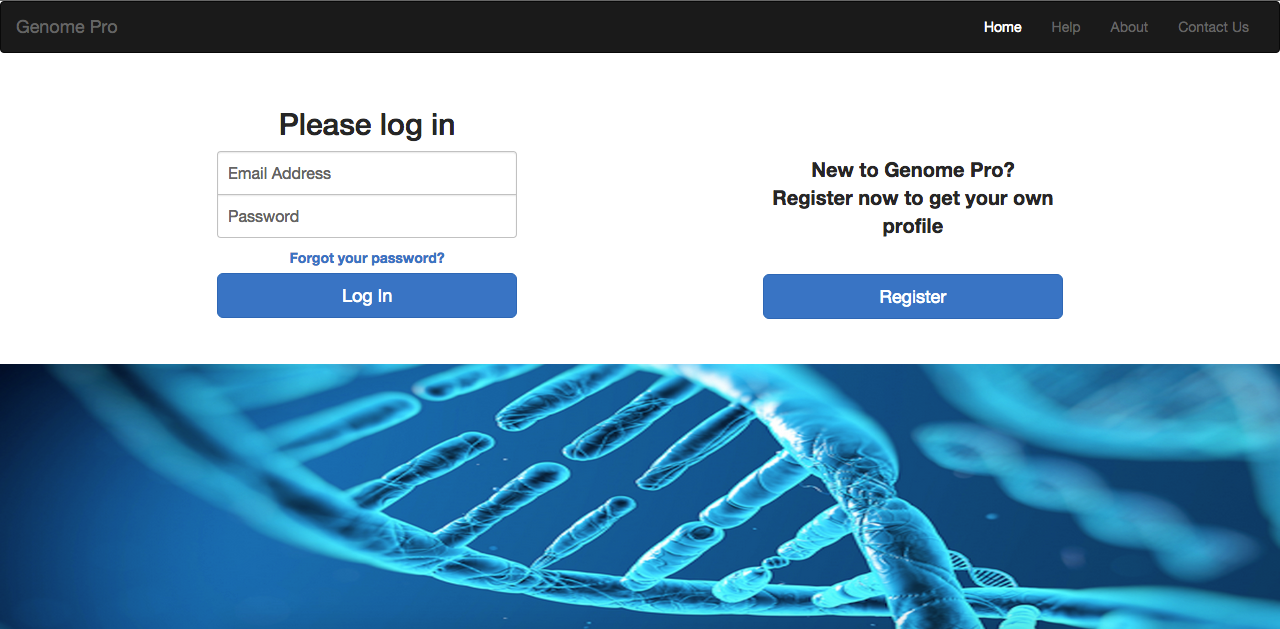 Genome Pro
Home
Help
About
Contact Us
Please log in
Email Address
Password
Forgot your password?
Log In
New to Genome Pro?
Register now to get your own
profile
Register